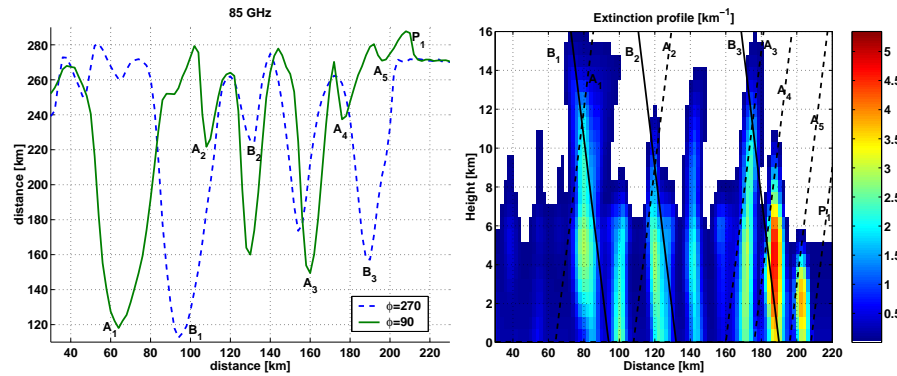 85 GHz
distance [km]
280
260
240
220
200
180
160
140
120
A1
B1
A2
B2
A3
B3
A4
A5
P1
φ=270
φ=90
40 60 80 100 120 140 160 180 200 220
distance [km]
Extinction profile [km−1]
Height [km]
16
14
12
10
8
6
4
2
0
B1
A1
B2
A2
B3
A3
A4
A5
P1
40 60 80 100 120 140 160 180 200 220
Distance [km]
5
4.5
4
3.5
3
2.5
2
1.5
1
0.5